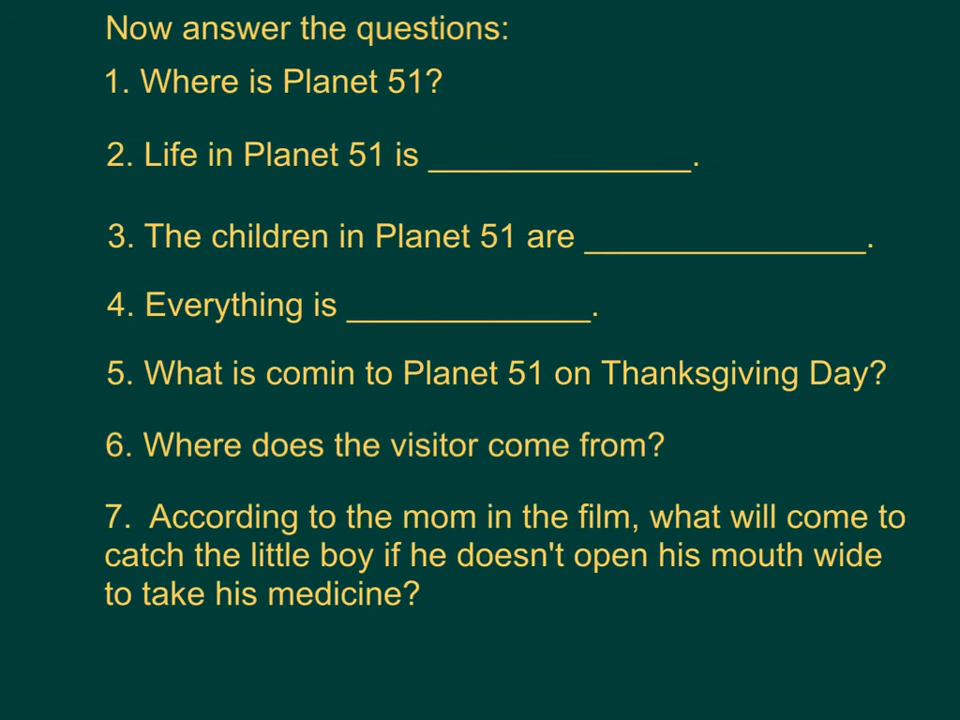 Now answer the questions:
1. Where is Planet 51?
2. Life in Planet 51 is ______________.
3. The children in Planet 51 are _______________.
4. Everything is _____________.
5. What is comin to Planet 51 on Thanksgiving Day?
6. Where does the visitor come from?
7.  According to the mom in the film, what will come to
catch the little boy if he doesn't open his mouth wide
to take his medicine?